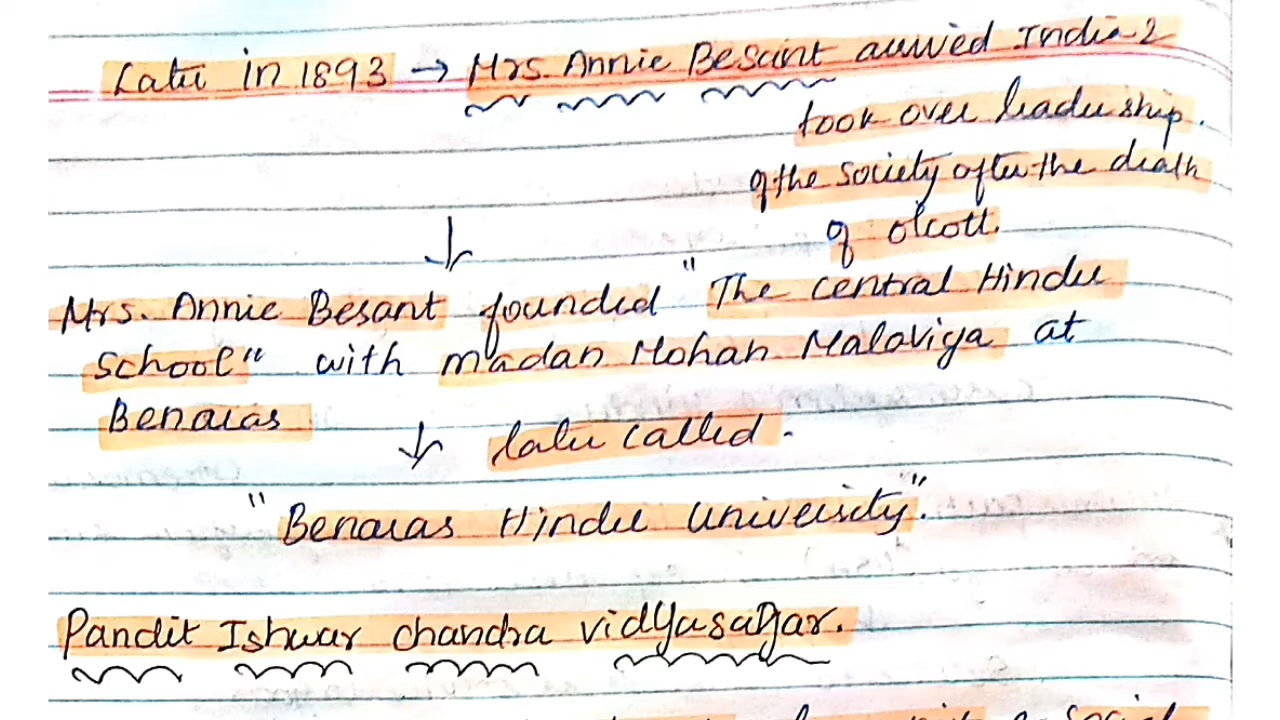 Later in 1893 → Mrs. Annie Besant arrived India &
took over leadership.
of the society after the death
of olcott.
Mrs. Annie Besant founded "The central Hindu
school" with madan Mohan Malaviya at
Benaras
later called.
"Benaras Hindu University".
Pandit Ishwar chandra vidyasagar.
social